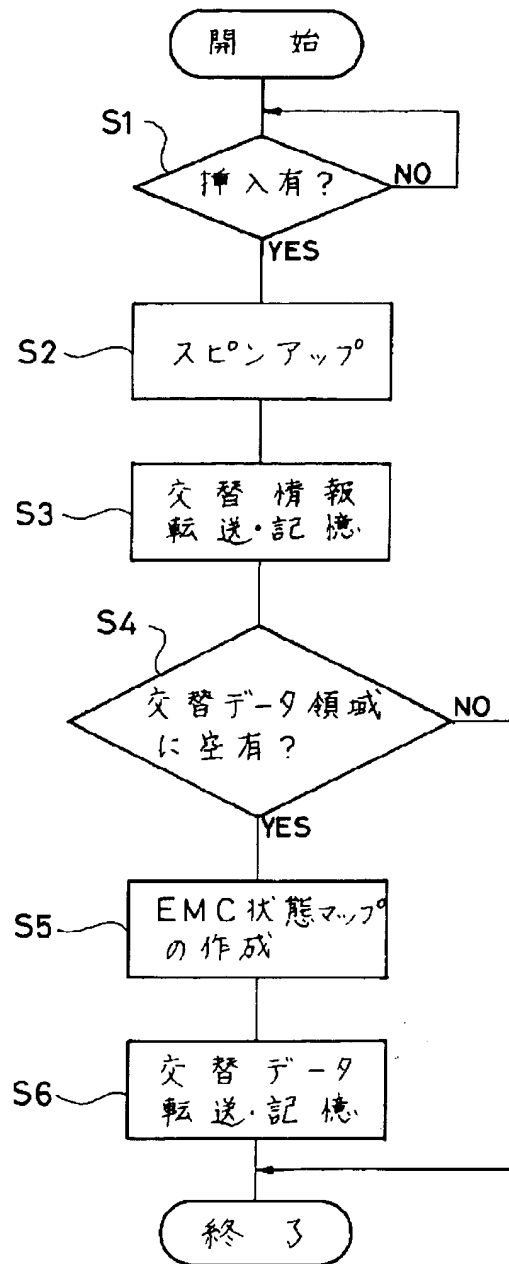 開始
S1
挿入有?
NO
YES
S2
スピンアップ
S3
交替情報
転送・記憶
S4
交替データ領域
に空有?
NO
YES
S5
EMC状態マップ
の作成
S6
交替データ
転送・記憶
終了